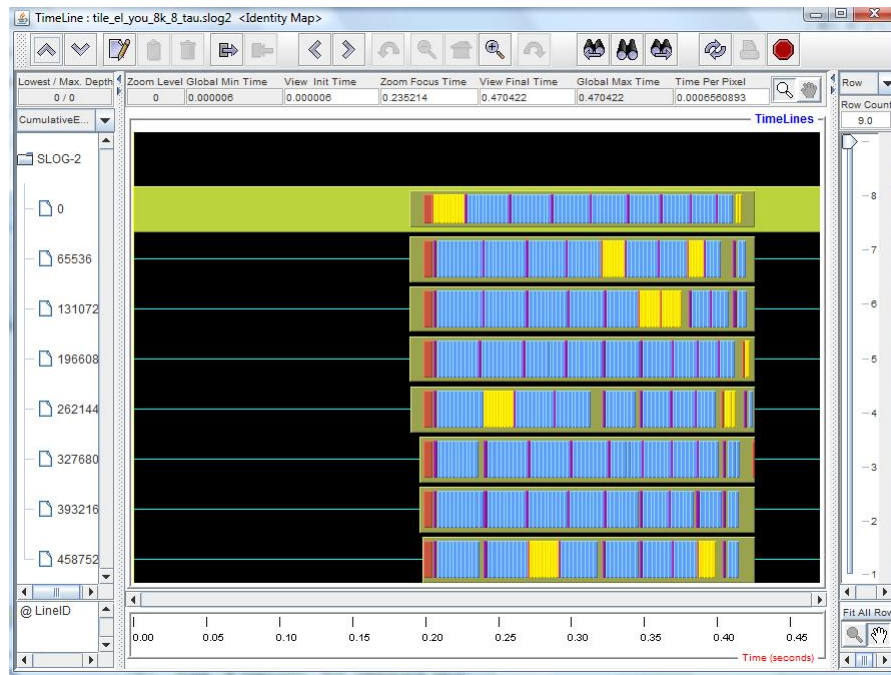 TimeLine : tile_el_you_8k_8_tau.slog2 <Identity Map>
Lowest / Max. Depth
0 / 0
Zoom Level Global Min Time View Init Time Zoom Focus Time View Final Time Global Max Time Time Per Pixel
0 0.000006 0.000006 0.235214 0.470422 0.470422 0.0006560893
Row
Row Count
9.0
CumulativeE...
TimeLines
SLOG-2
0
65536
131072
196608
262144
327680
393216
458752
8
7
6
5
4
3
2
1
@ LineID
0.00 0.05 0.10 0.15 0.20 0.25 0.30 0.35 0.40 0.45
Time (seconds)
Fit All Row